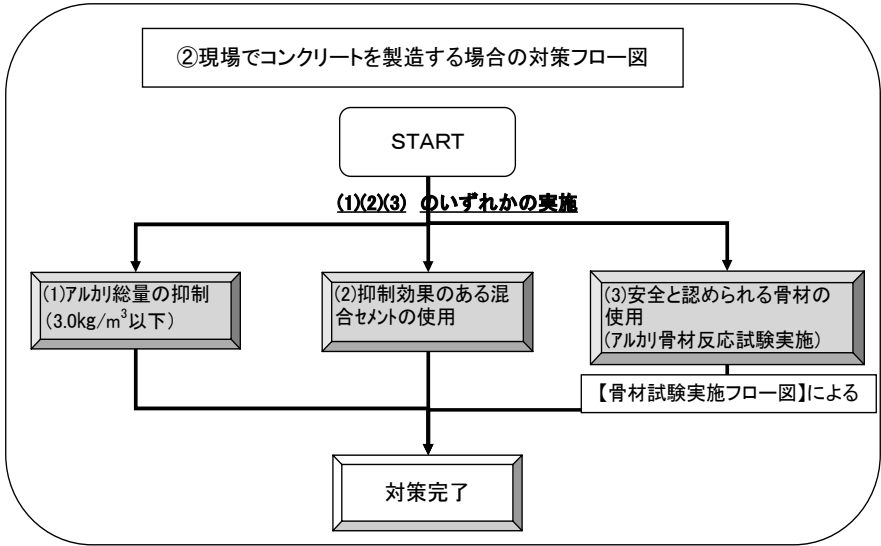 ②現場でコンクリートを製造する場合の対策フロー図
START
(1)(2)(3) のいずれかの実施
(1)アルカリ総量の抑制
(3.0kg/m³以下)
(2)抑制効果のある混
合セメントの使用
(3)安全と認められる骨材の
使用
(アルカリ骨材反応試験実施)
【骨材試験実施フロー図】による
対策完了